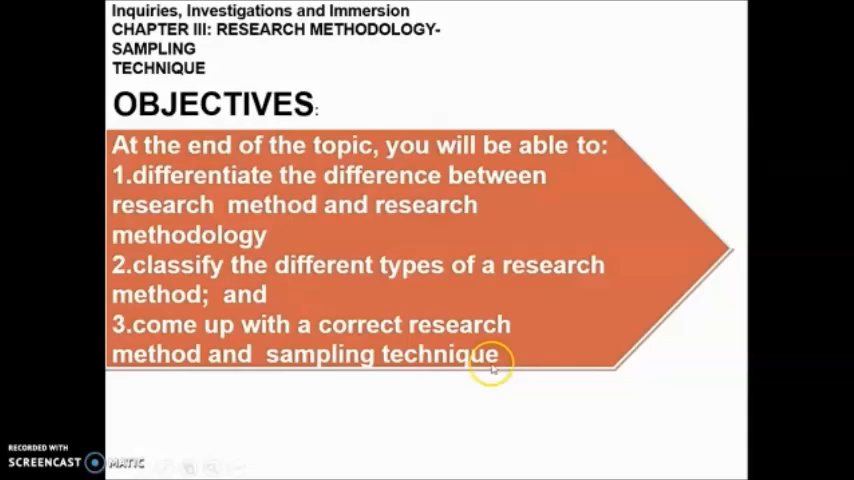 Inquiries, Investigations and Immersion
CHAPTER III: RESEARCH METHODOLOGY-
SAMPLING
TECHNIQUE
OBJECTIVES:
At the end of the topic, you will be able to:
1.differentiate the difference between
research method and research
methodology
2.classify the different types of a research
method; and
3.come up with a correct research
method and sampling technique
RECORDED WITH
SCREENCAST MATIC